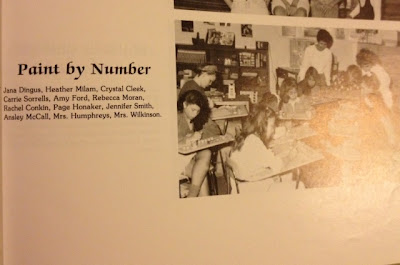 Paint by Number
Jana Dingus, Heather Milam, Crystal Cleek,
Carrie Sorrells, Amy Ford, Rebecca Moran,
Rachel Conkin, Page Honaker, Jennifer Smith,
Ansley McCall, Mrs. Humphreys, Mrs. Wilkinson.